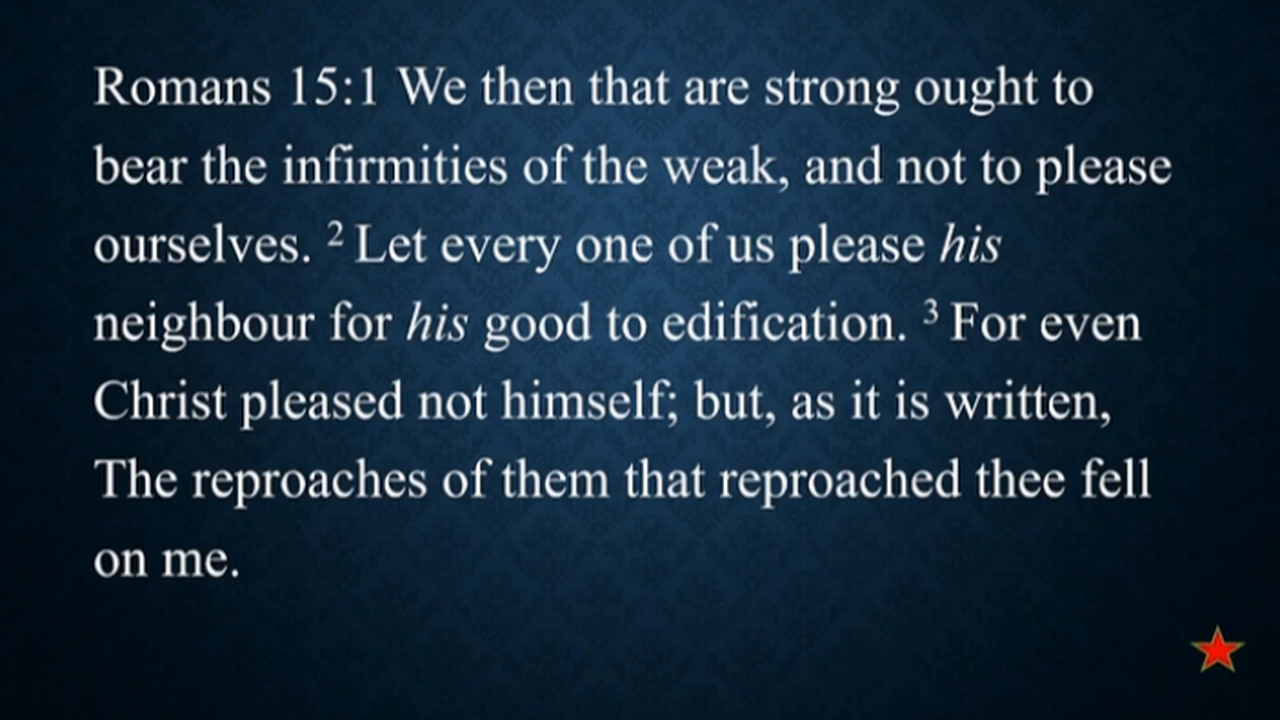 Romans 15:1 We then that are strong ought to
bear the infirmities of the weak, and not to please
ourselves. ² Let every one of us please his
neighbour for his good to edification. ³ For even
Christ pleased not himself; but, as it is written,
The reproaches of them that reproached thee fell
on me.